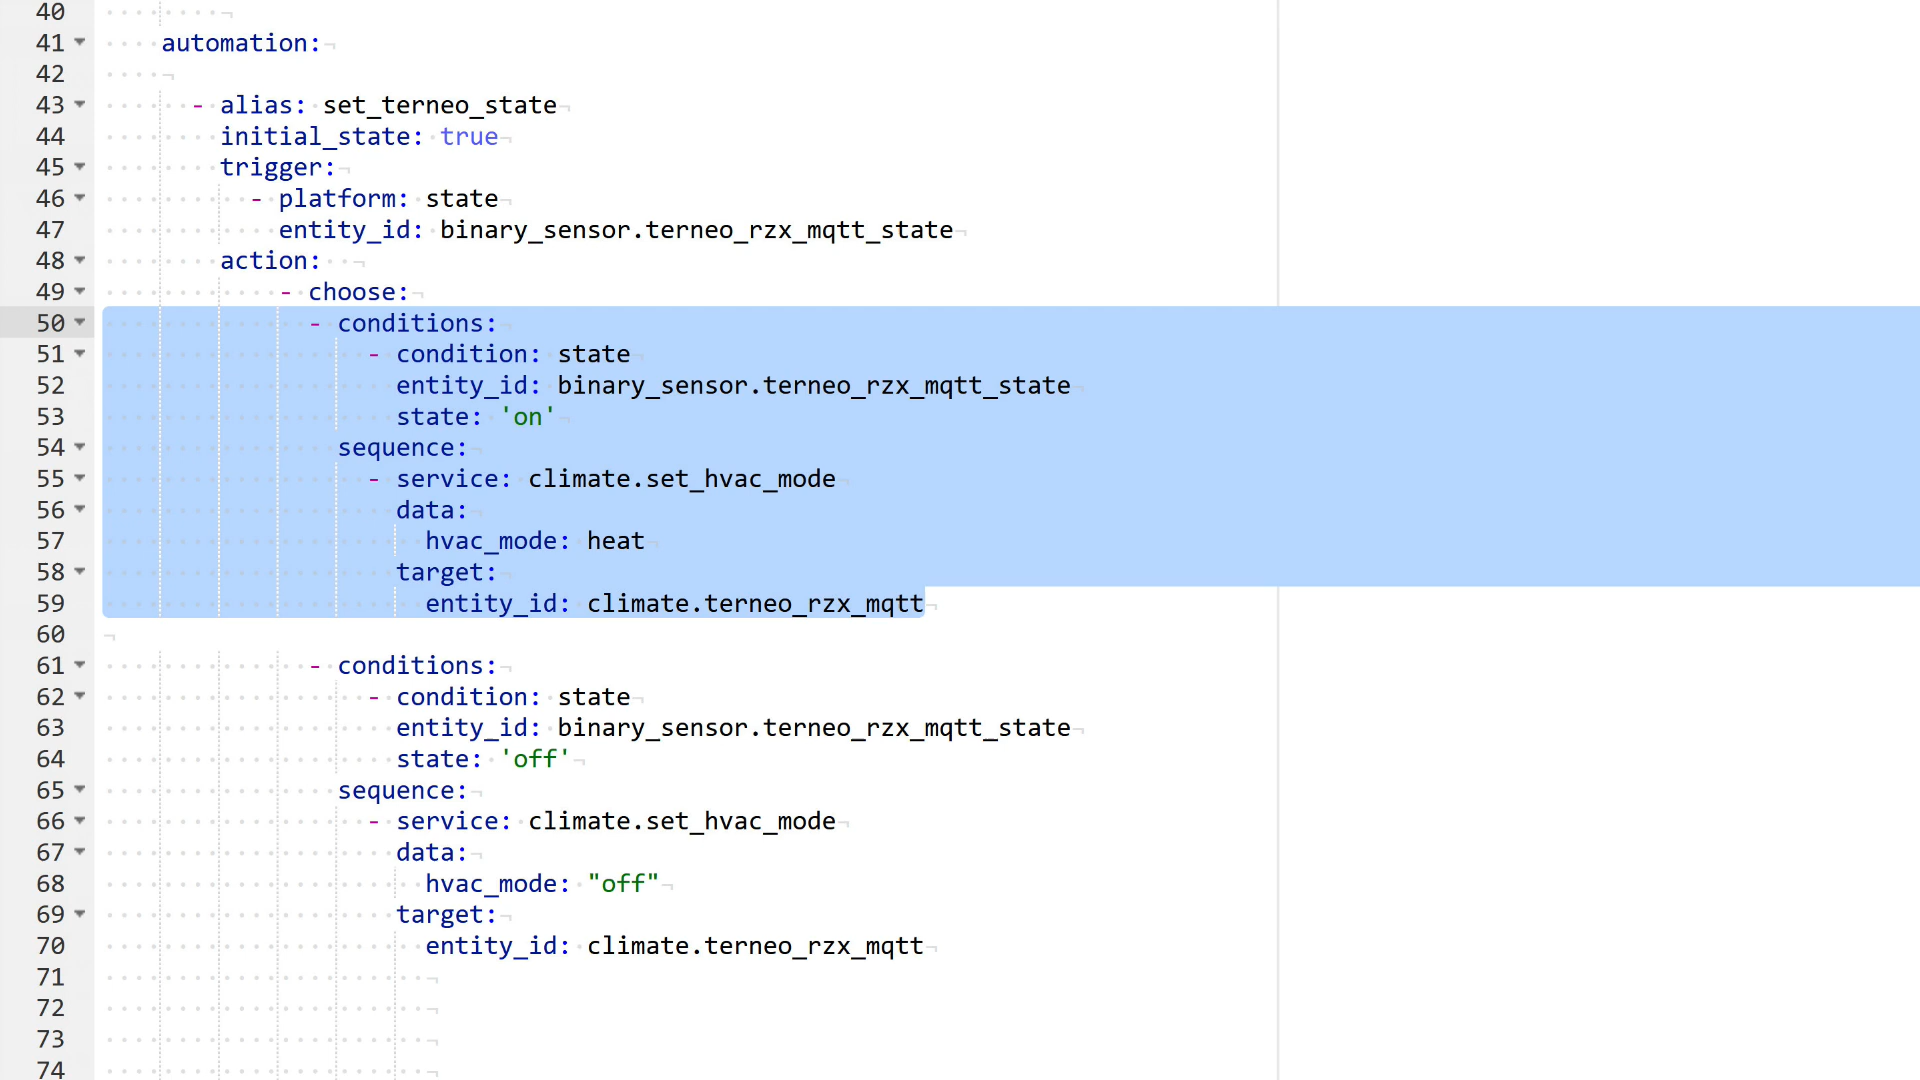 40
41 automation:
42
43 - alias: set_terneo_state
44 initial_state: true
45 trigger:
46 - platform: state
47 entity_id: binary_sensor.terneo_rzx_mqtt_state
48 action:
49 - choose:
50 - conditions:
51 - condition: state
52 entity_id: binary_sensor.terneo_rzx_mqtt_state
53 state: 'on'
54 sequence:
55 - service: climate.set_hvac_mode
56 data:
57 hvac_mode: heat
58 target:
59 entity_id: climate.terneo_rzx_mqtt
60
61 - conditions:
62 - condition: state
63 entity_id: binary_sensor.terneo_rzx_mqtt_state
64 state: 'off'
65 sequence:
66 - service: climate.set_hvac_mode
67 data:
68 hvac_mode: "off"
69 target:
70 entity_id: climate.terneo_rzx_mqtt
71
72
73
74